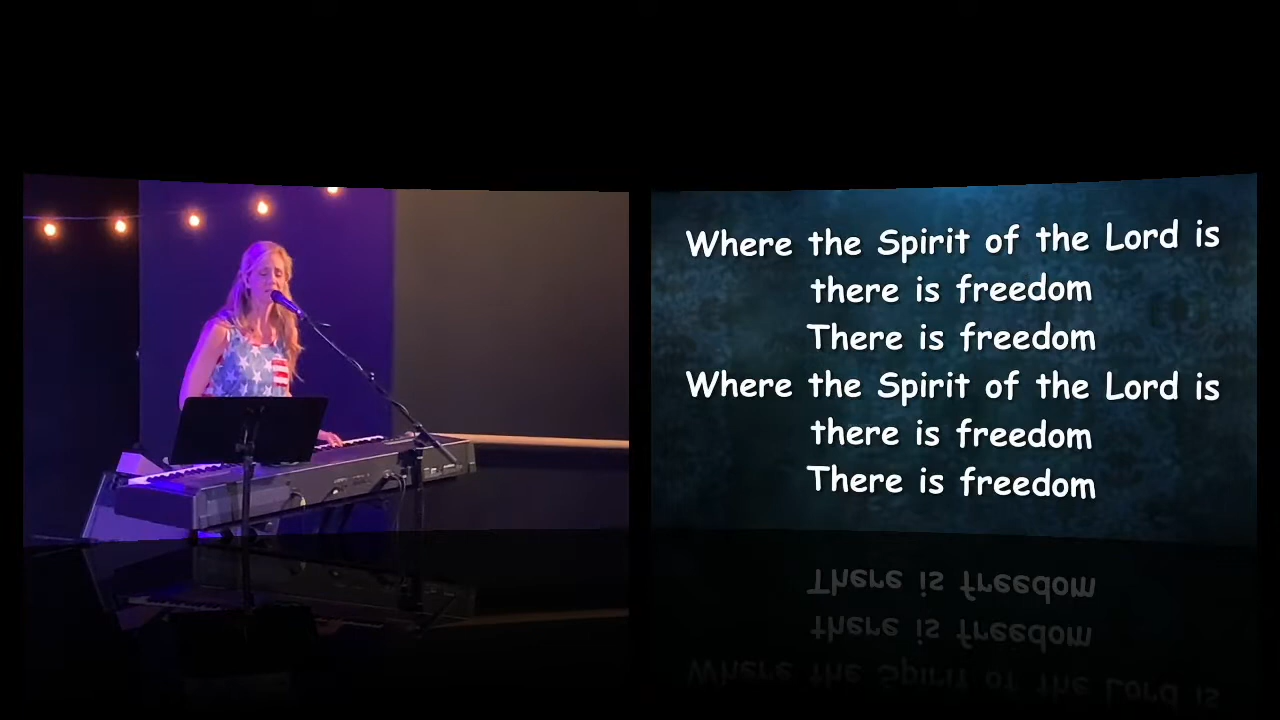 Where the Spirit of the Lord is
there is freedom
There is freedom
Where the Spirit of the Lord is
there is freedom
There is freedom